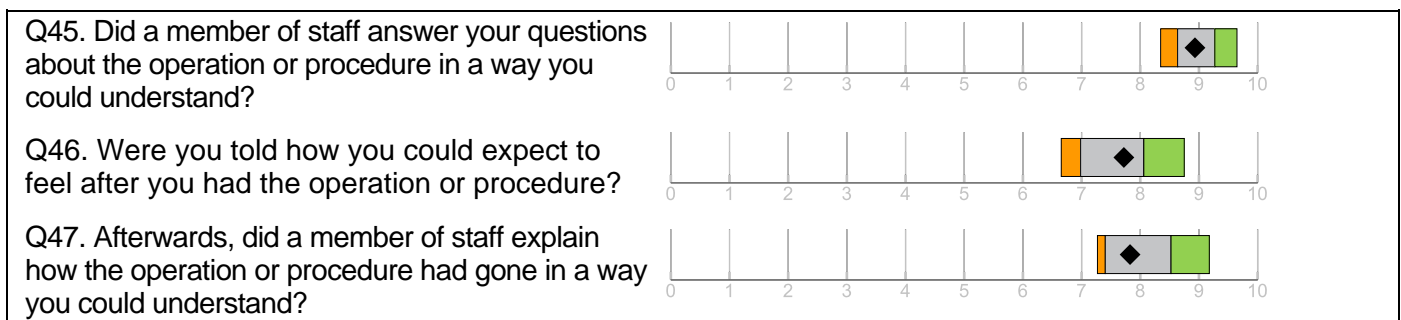 Q45. Did a member of staff answer your questions
about the operation or procedure in a way you
could understand?
0 1 2 3 4 5 6 7 8 9 10
Q46. Were you told how you could expect to
feel after you had the operation or procedure?
0 1 2 3 4 5 6 7 8 9 10
Q47. Afterwards, did a member of staff explain
how the operation or procedure had gone in a way
you could understand?
0 1 2 3 4 5 6 7 8 9 10